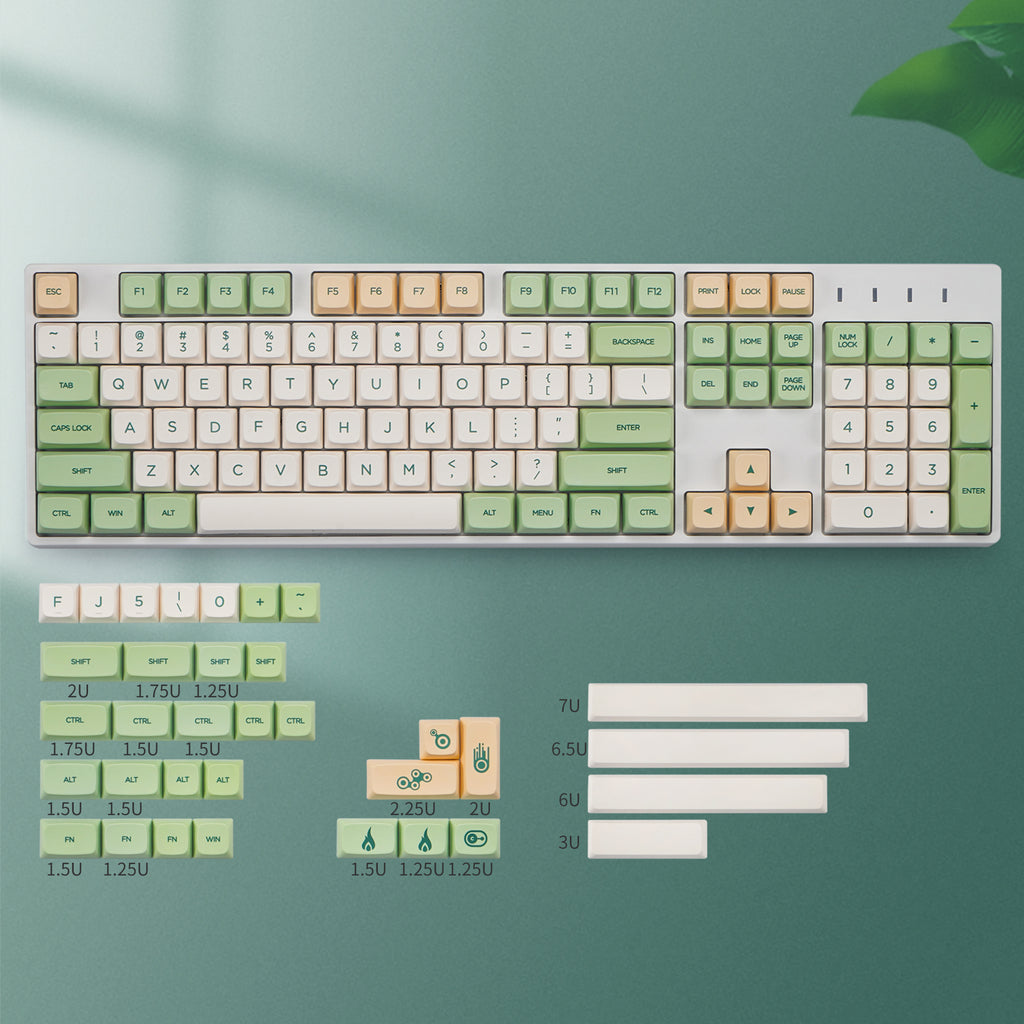 ESC F1 F2 F3 F4 F5 F6 F7 F8 F9 F10 F11 F12 PRINT LOCK PAUSE
~ ! @ # $ % ^ & * ( ) — +
` 1 2 3 4 5 6 7 8 9 0 - = BACKSPACE INS HOME PAGE UP NUM LOCK / * −
TAB Q W E R T Y U I O P { [ } ] | \ DEL END PAGE DOWN 7 8 9 +
CAPS LOCK A S D F G H J K L : ; " ' ENTER 4 5 6
SHIFT Z X C V B N M < , > . ? / SHIFT ▲ 1 2 3 ENTER
CTRL WIN ALT ALT MENU FN CTRL ◄ ▼ ► 0 .
F J 5 | \ 0 + ~ `
SHIFT SHIFT SHIFT SHIFT
2U 1.75U 1.25U
CTRL CTRL CTRL CTRL CTRL
1.75U 1.5U 1.5U
ALT ALT ALT ALT
1.5U 1.5U
FN FN FN WIN
1.5U 1.25U
2.25U 2U
1.5U 1.25U 1.25U
7U
6.5U
6U
3U